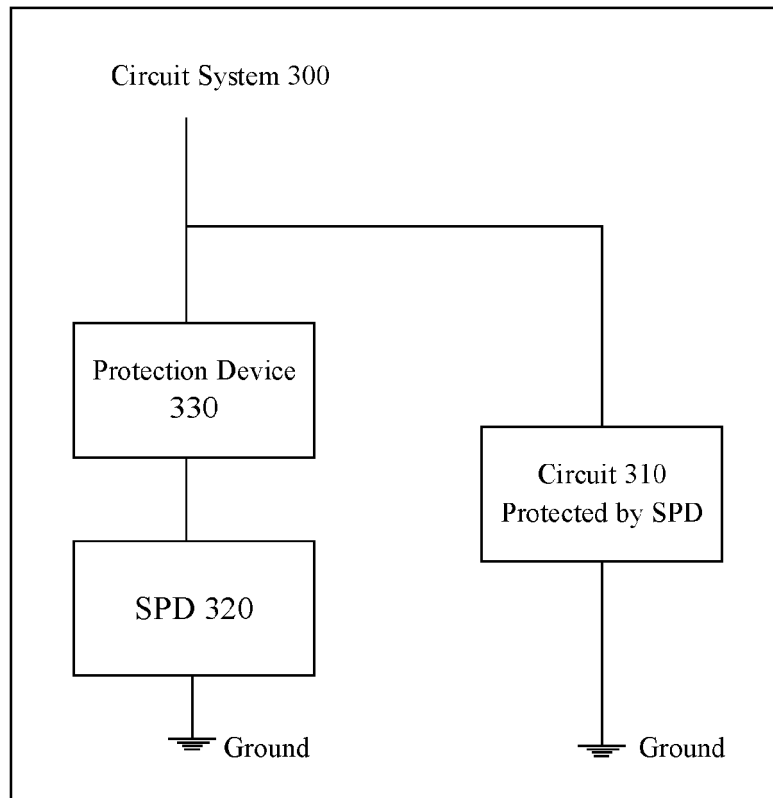 Circuit System 300
Protection Device
330
Circuit 310
Protected by SPD
SPD 320
Ground
Ground